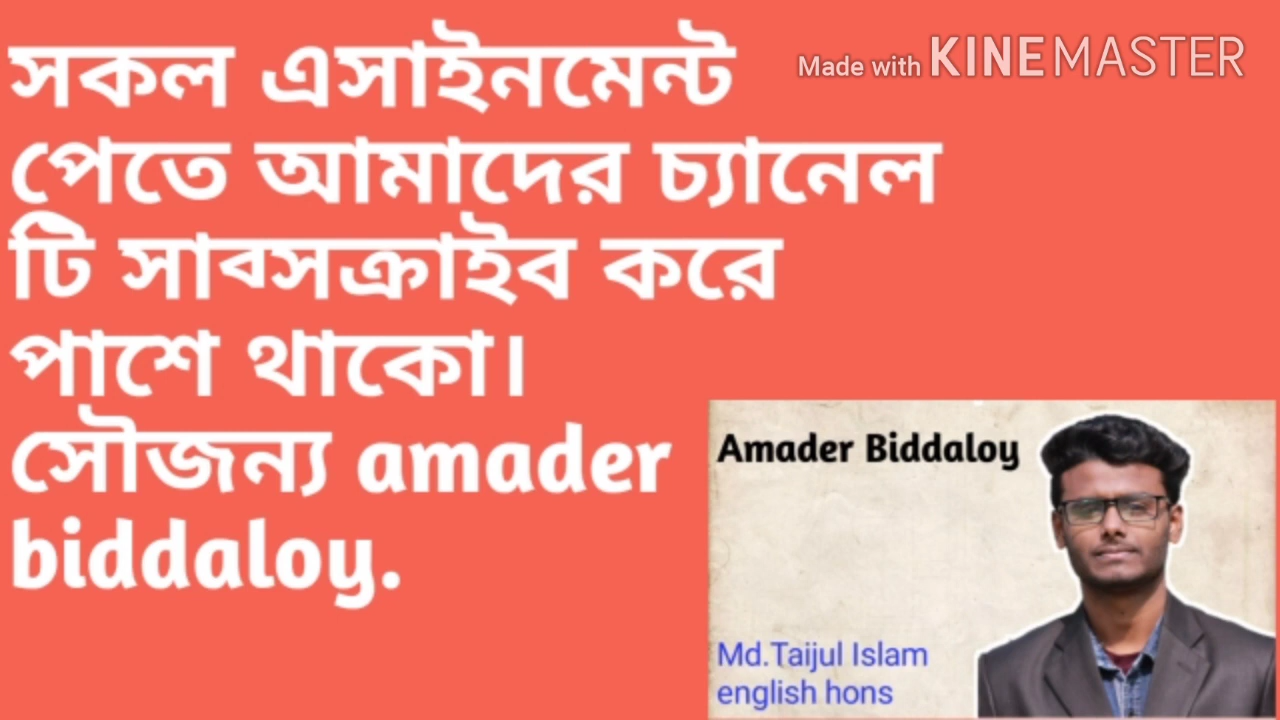 সকল এসাইনমেন্ট
Made with KINEMASTER
পেতে আমাদের চ্যানেল
টি সাবসক্রাইব করে
পাশে থাকো।
সৌজন্য amader
biddaloy.
Amader Biddaloy
Md.Taijul Islam
english hons